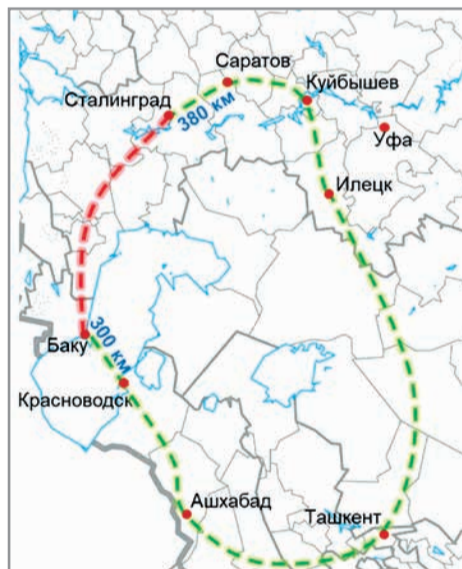 Саратов
Куйбышев
Сталинград
380 км
Уфа
Илецк
300 км
Баку
Красноводск
Ашхабад
Ташкент